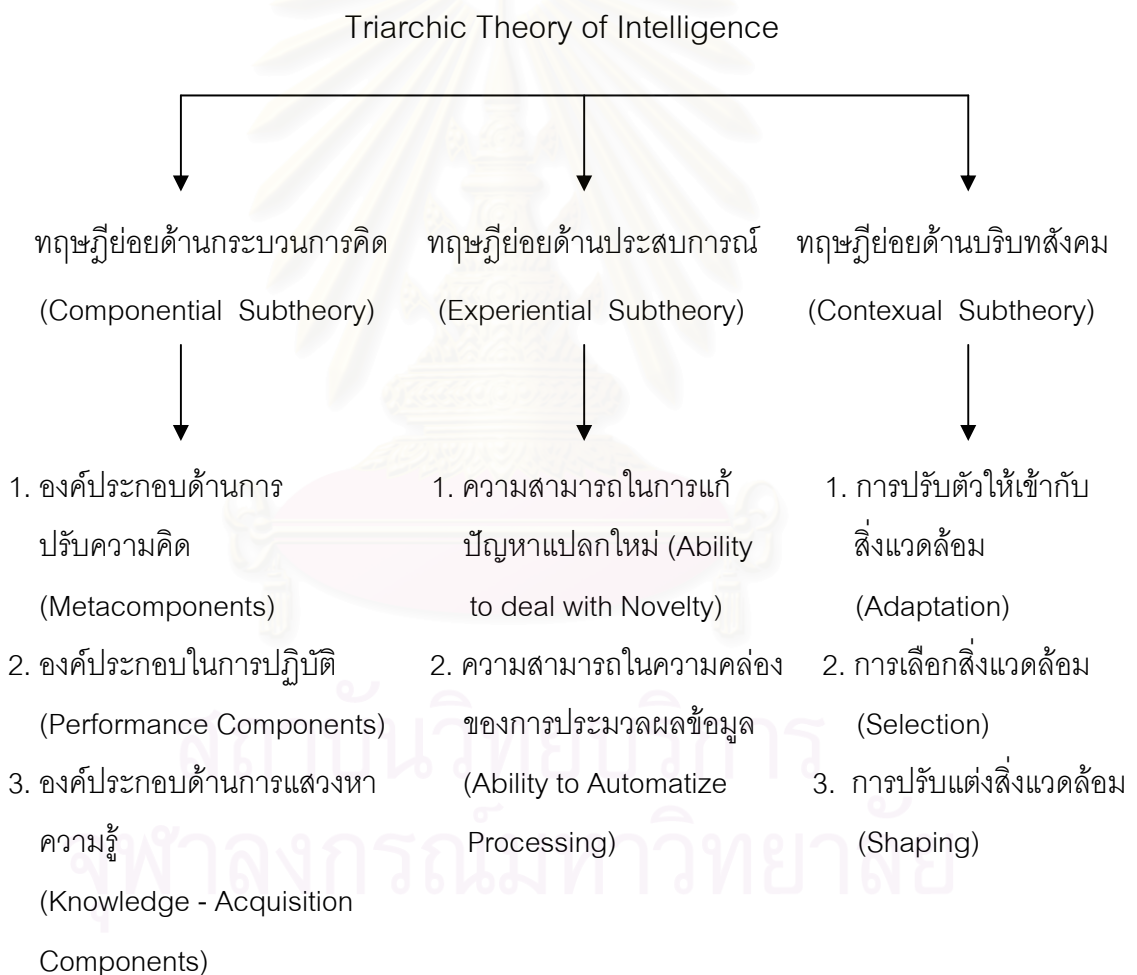 Triarchic Theory of Intelligence
ทฤษฎีย่อยด้านกระบวนการคิด
(Componential Subtheory)
ทฤษฎีย่อยด้านประสบการณ์
(Experiential Subtheory)
ทฤษฎีย่อยด้านบริบทสังคม
(Contexual Subtheory)
1. องค์ประกอบด้านการ
ปรับความคิด
(Metacomponents)
2. องค์ประกอบในการปฏิบัติ
(Performance Components)
3. องค์ประกอบด้านการแสวงหา
ความรู้
(Knowledge - Acquisition
Components)
1. ความสามารถในการแก้
ปัญหาแปลกใหม่ (Ability
to deal with Novelty)
2. ความสามารถในความคล่อง
ของการประมวลผลข้อมูล
(Ability to Automatize
Processing)
1. การปรับตัวให้เข้ากับ
สิ่งแวดล้อม
(Adaptation)
2. การเลือกสิ่งแวดล้อม
(Selection)
3. การปรับแต่งสิ่งแวดล้อม
(Shaping)
สถาบันวิทยบริการ
จุฬาลงกรณ์มหาวิทยาลัย